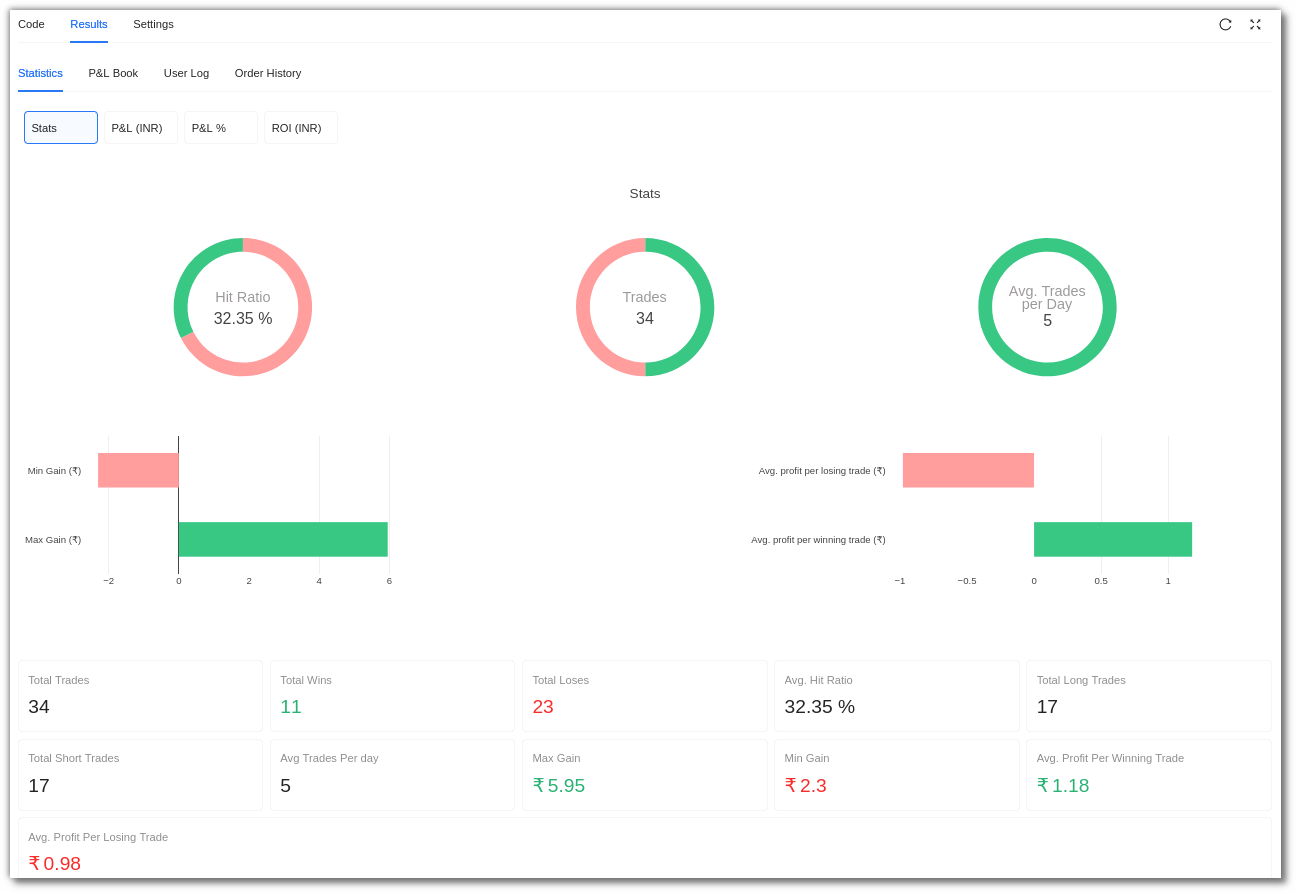 Code Results Settings
Statistics P&L Book User Log Order History
Stats P&L (INR) P&L % ROI (INR)
Stats
Hit Ratio
32.35 %
Trades
34
Avg. Trades
per Day
5
Min Gain (₹)
Max Gain (₹)
−2 0 2 4 6
Avg. profit per losing trade (₹)
Avg. profit per winning trade (₹)
−1 −0.5 0 0.5 1
Total Trades Total Wins Total Loses Avg. Hit Ratio Total Long Trades
34 11 23 32.35 % 17
Total Short Trades Avg Trades Per day Max Gain Min Gain Avg. Profit Per Winning Trade
17 5 ₹ 5.95 ₹ 2.3 ₹ 1.18
Avg. Profit Per Losing Trade
₹ 0.98